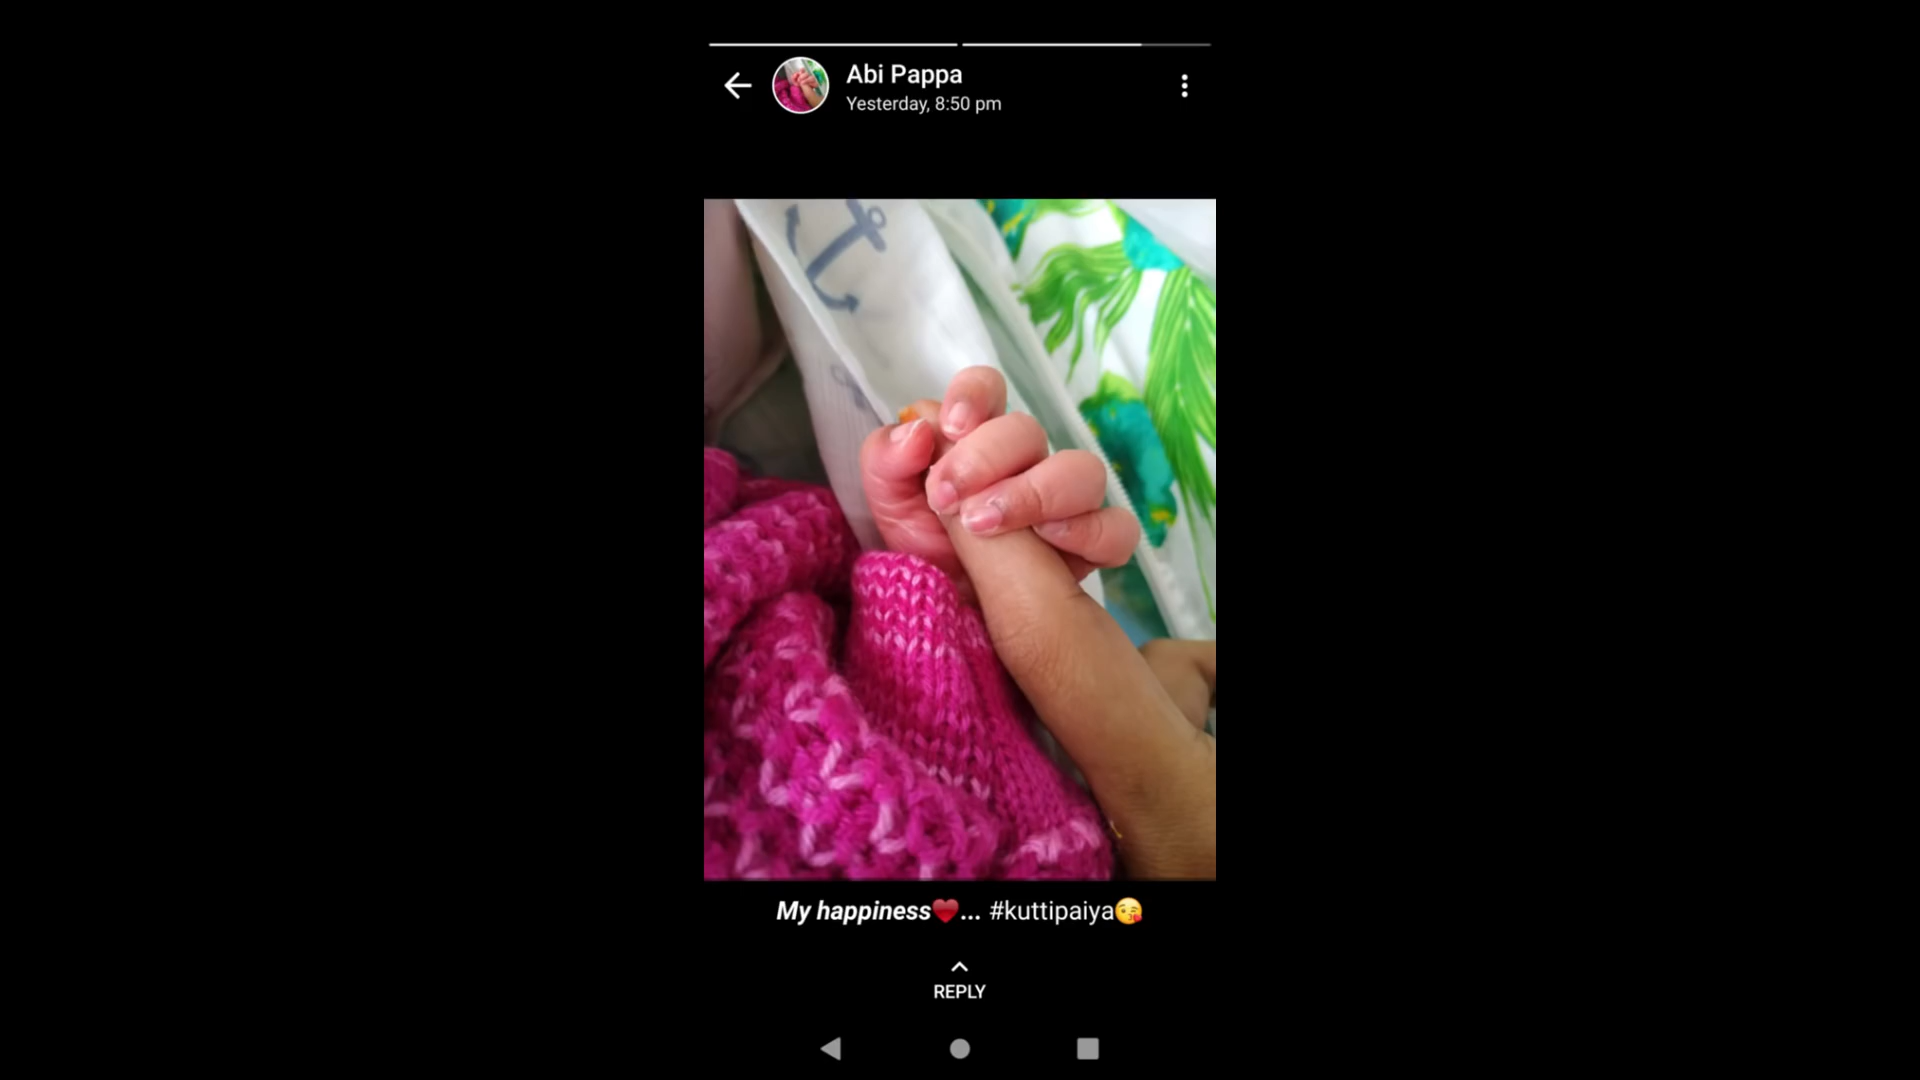 Abi Pappa
Yesterday, 8:50 pm
My happiness❤️... #kuttipaiya😘
REPLY